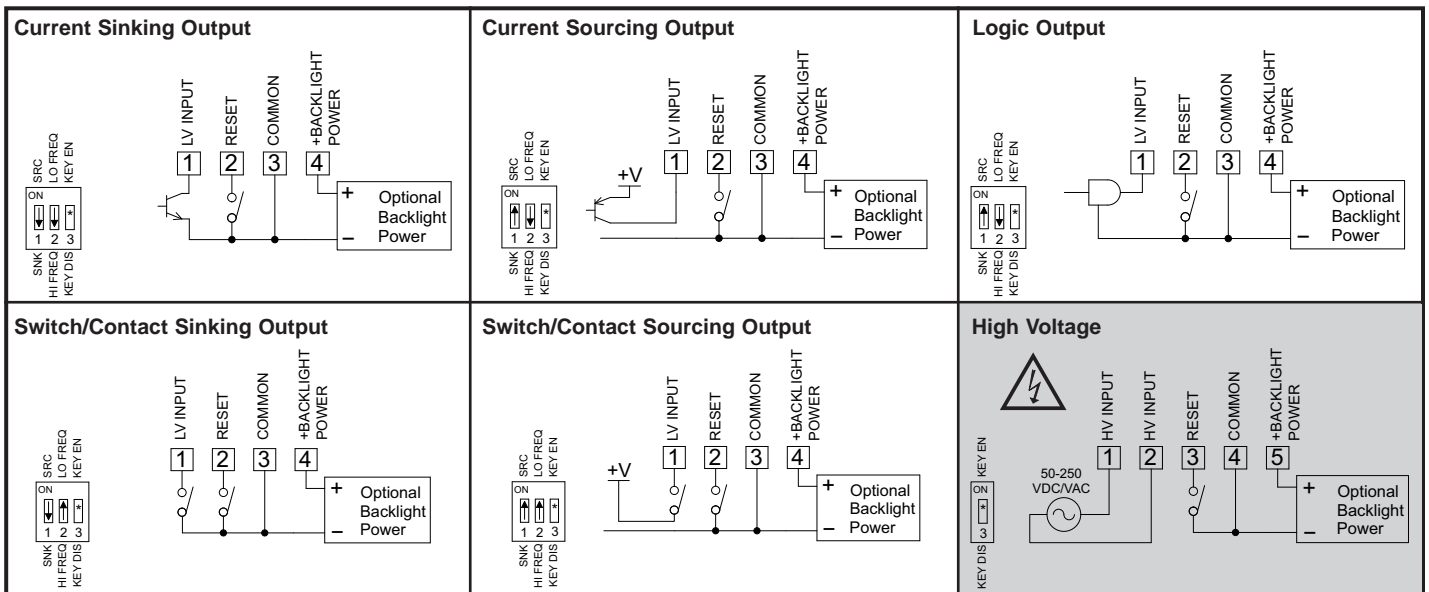 Current Sinking Output
LV INPUT
RESET
COMMON
+BACKLIGHT
POWER
SRC
LO FREQ
KEY EN
1 2 3 4
ON
*
1 2 3
SNK
HI FREQ
KEY DIS
+
Optional
Backlight
Power
–
Current Sourcing Output
LV INPUT
RESET
COMMON
+BACKLIGHT
POWER
SRC
LO FREQ
KEY EN
+V
1 2 3 4
ON
*
1 2 3
SNK
HI FREQ
KEY DIS
+
Optional
Backlight
Power
–
Logic Output
LV INPUT
RESET
COMMON
+BACKLIGHT
POWER
SRC
LO FREQ
KEY EN
1 2 3 4
ON
*
1 2 3
SNK
HI FREQ
KEY DIS
+
Optional
Backlight
Power
–
Switch/Contact Sinking Output
LV INPUT
RESET
COMMON
+BACKLIGHT
POWER
SRC
LO FREQ
KEY EN
1 2 3 4
ON
*
1 2 3
SNK
HI FREQ
KEY DIS
+
Optional
Backlight
Power
–
Switch/Contact Sourcing Output
LV INPUT
RESET
COMMON
+BACKLIGHT
POWER
SRC
LO FREQ
KEY EN
+V
1 2 3 4
ON
*
1 2 3
SNK
HI FREQ
KEY DIS
+
Optional
Backlight
Power
–
High Voltage
HV INPUT
HV INPUT
RESET
COMMON
+BACKLIGHT
POWER
KEY EN
1 2 3 4 5
50-250
VDC/VAC
ON
*
3
KEY DIS
+
Optional
Backlight
Power
–